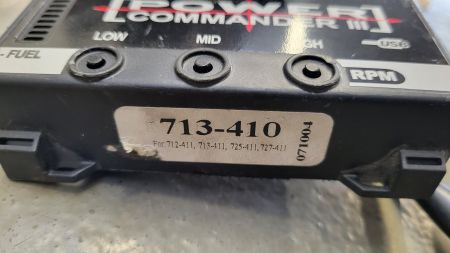 POWER
COMMANDER III
LOW MID HIGH USB
- FUEL
RPM
713-410
For 712-411, 713-411, 725-411, 727-411
071004